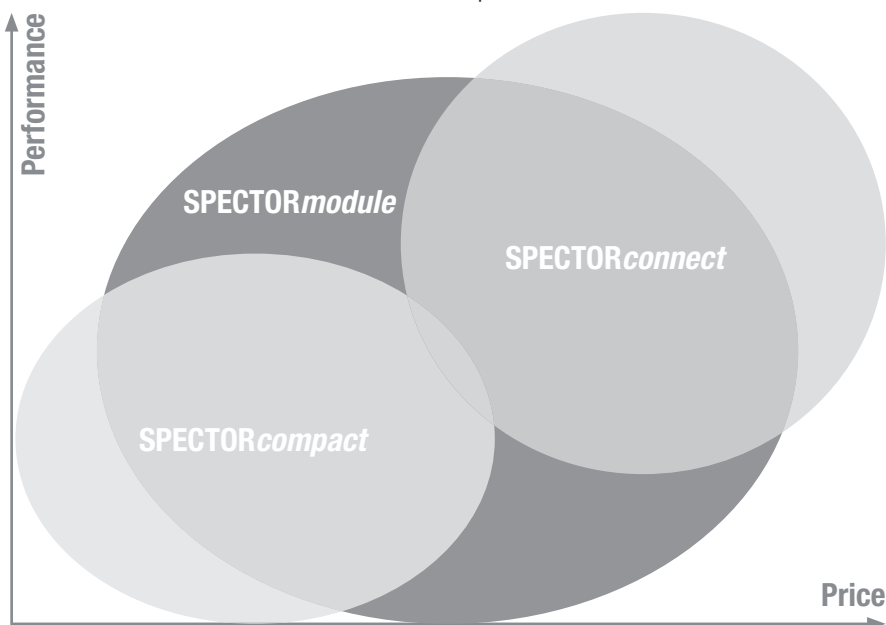 Performance
SPECTORmodule
SPECTORconnect
SPECTORcompact
Price